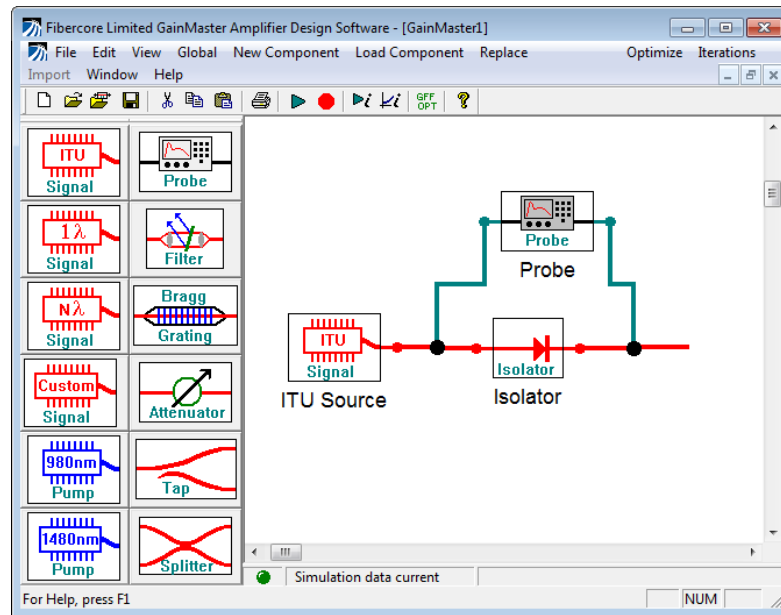 Fibercore Limited GainMaster Amplifier Design Software - [GainMaster1]
File Edit View Global New Component Load Component Replace Optimize Iterations
Import Window Help
GFF
OPT
ITU
Signal
Probe
1λ
Signal
Filter
Nλ
Signal
Bragg
Grating
Custom
Signal
Attenuator
980nm
Pump
Tap
1480nm
Pump
Splitter
Probe
Probe
ITU
Signal
ITU Source
Isolator
Isolator
Simulation data current
For Help, press F1
NUM